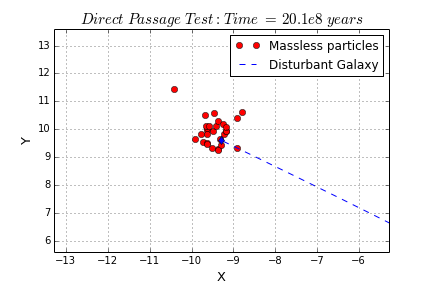 Direct Passage Test : Time = 20.1e8 years
Massless particles
Disturbant Galaxy
Y
13
12
11
10
9
8
7
6
−13 −12 −11 −10 −9 −8 −7 −6
X